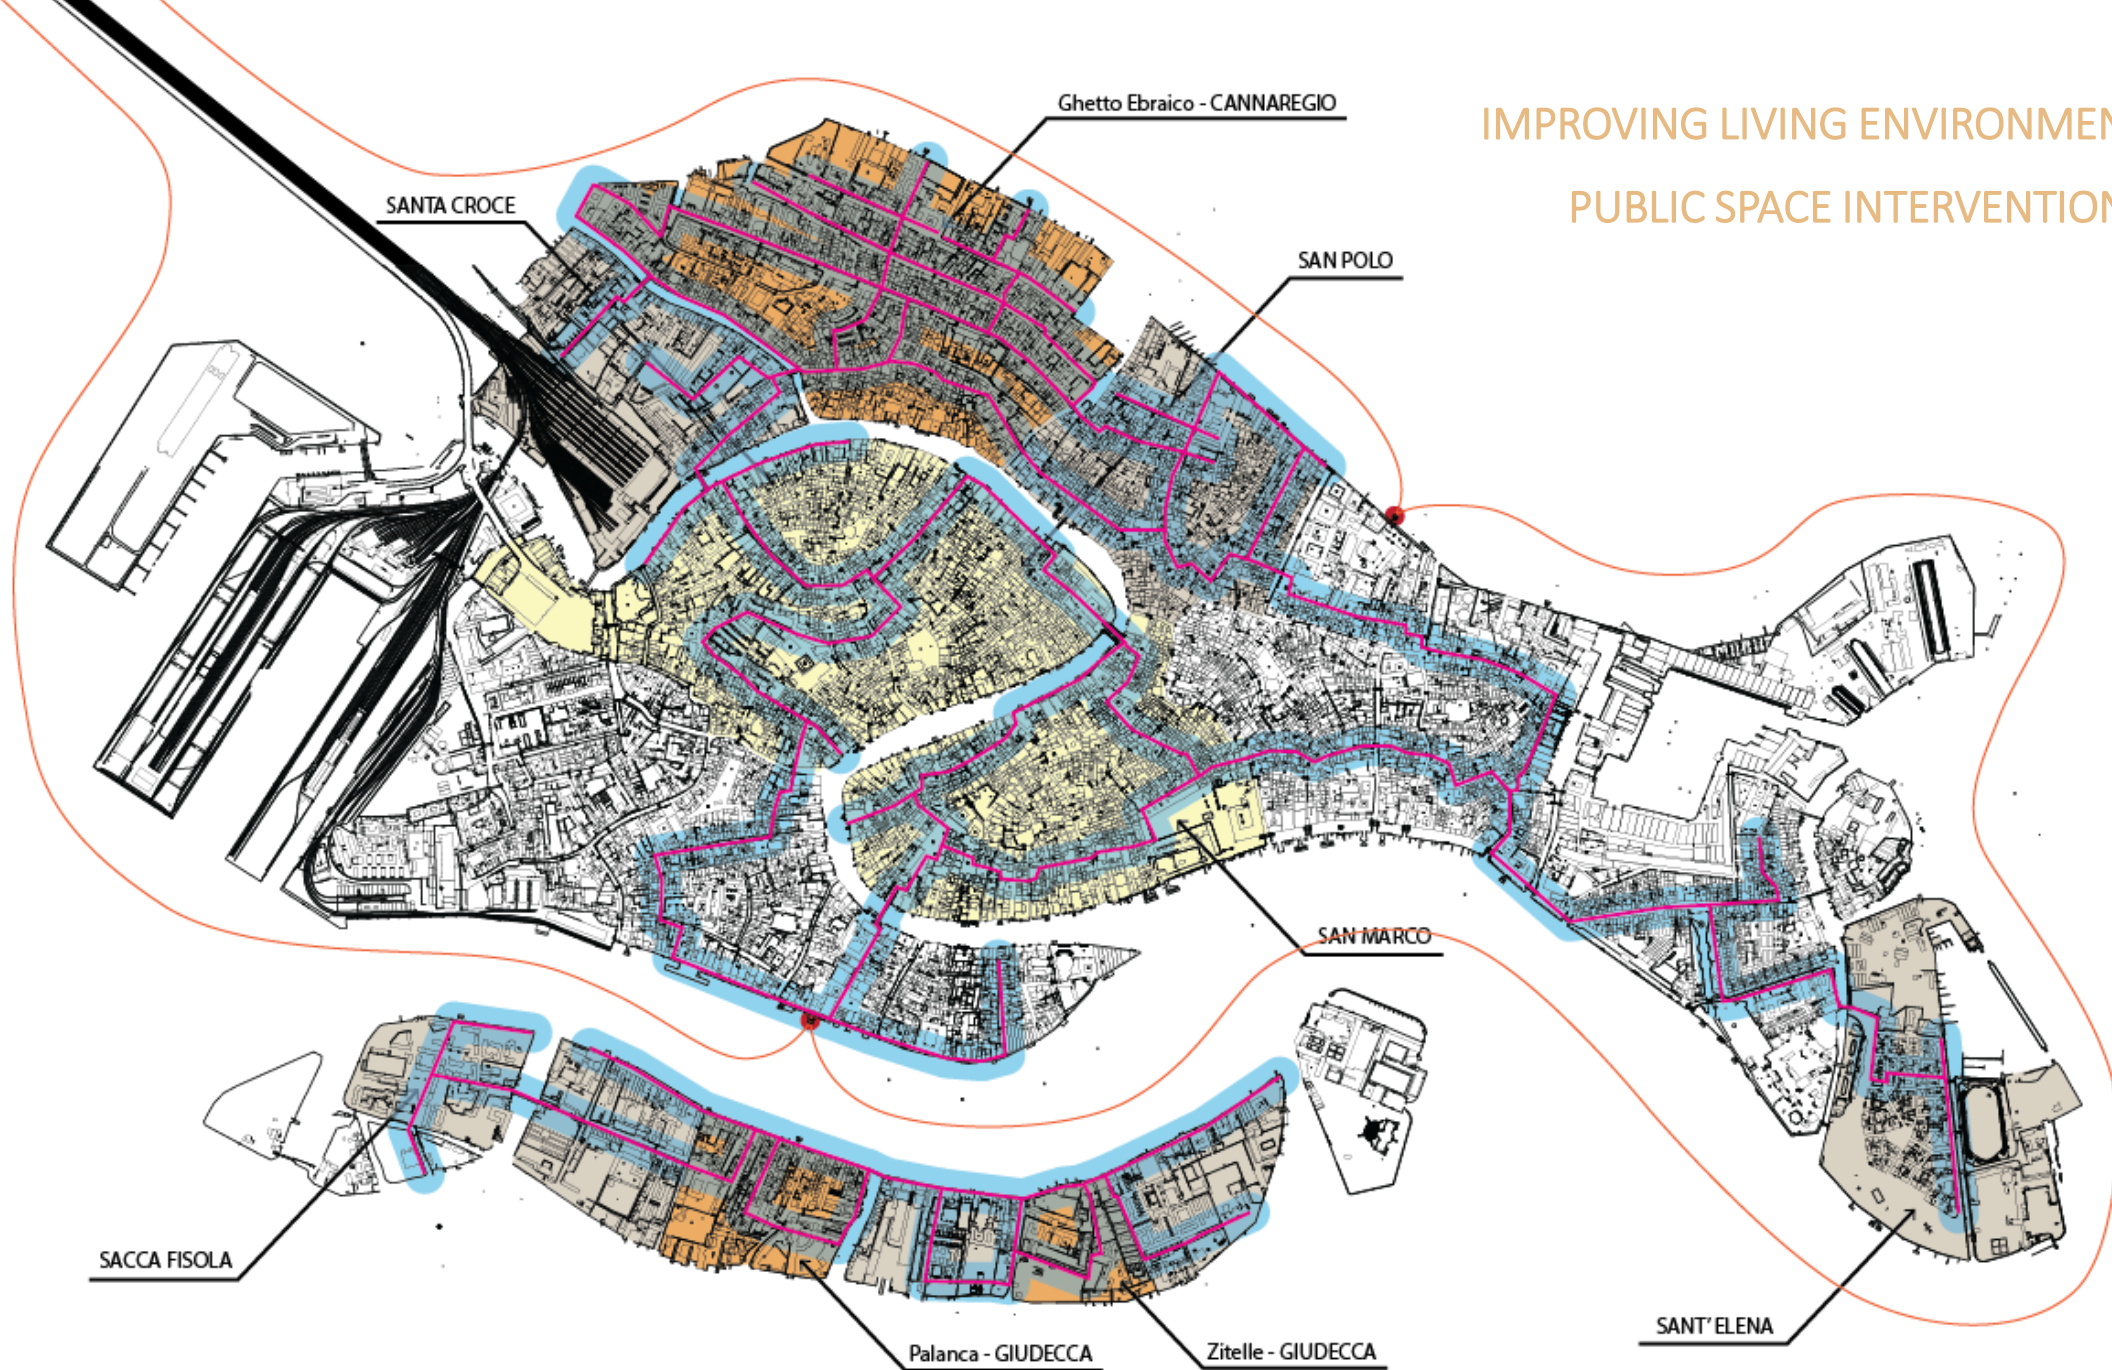 Ghetto Ebraico - CANNAREGIO
IMPROVING LIVING ENVIRONMEN
PUBLIC SPACE INTERVENTION
SANTA CROCE
SAN POLO
SAN MARCO
SACCA FISOLA
Palanca - GIUDECCA
Zitelle - GIUDECCA
SANT' ELENA